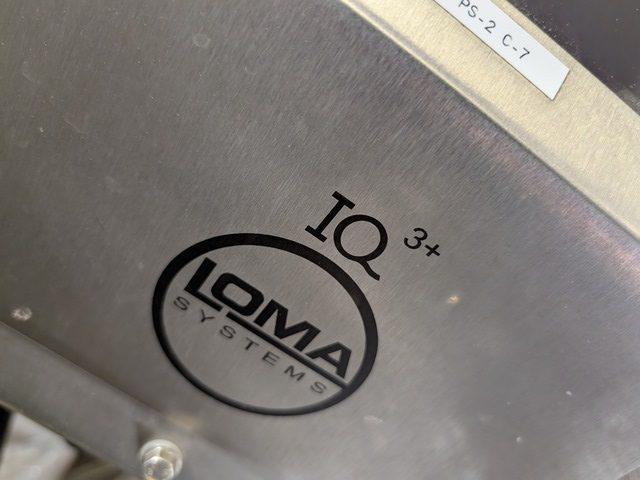 PS-2 C-7
IQ 3+
LOMA
SYSTEMS